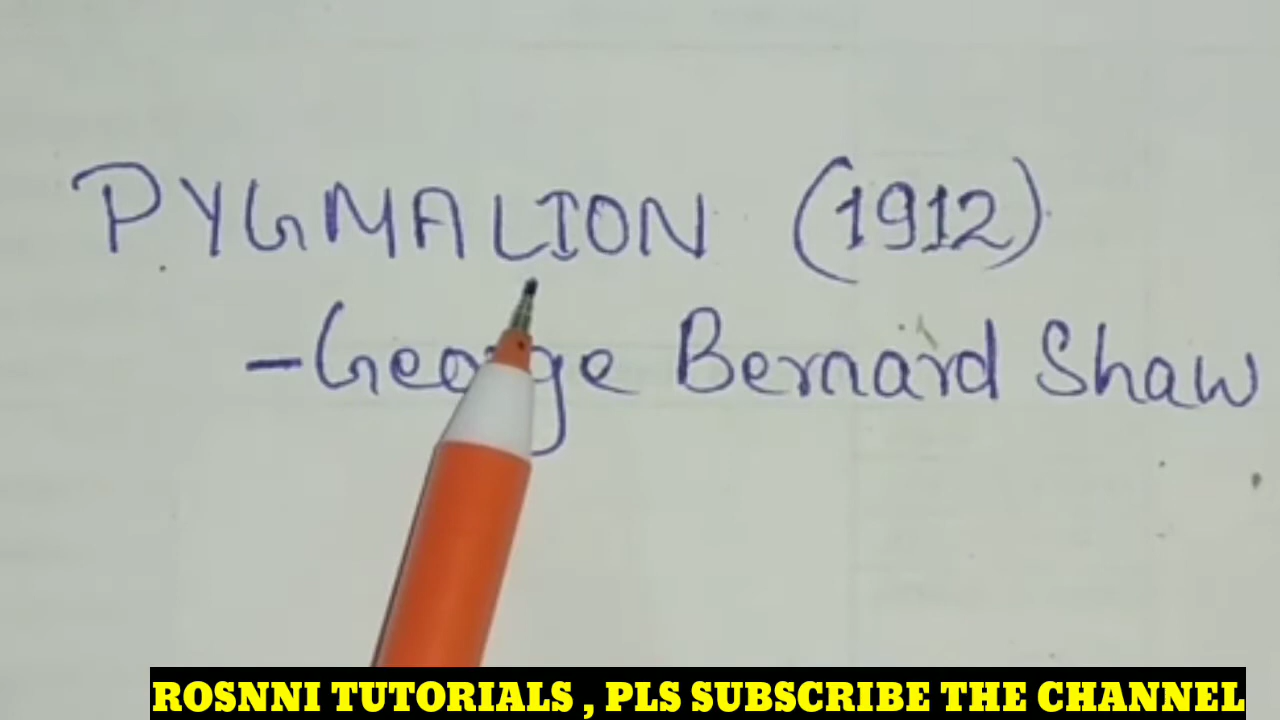 PYGMALION (1912)
-George Bernard Shaw
ROSNNI TUTORIALS , PLS SUBSCRIBE THE CHANNEL